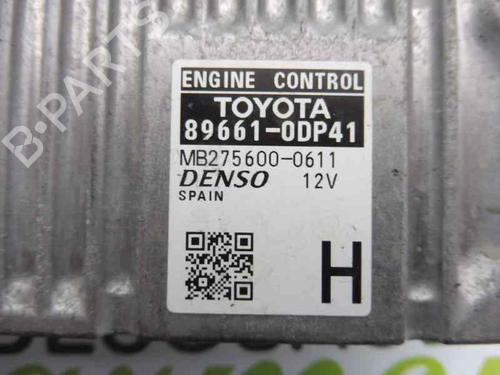 B-PARTS
ENGINE CONTROL
TOYOTA
89661-0DP41
MB275600-0611
DENSO 12V
SPAIN
H